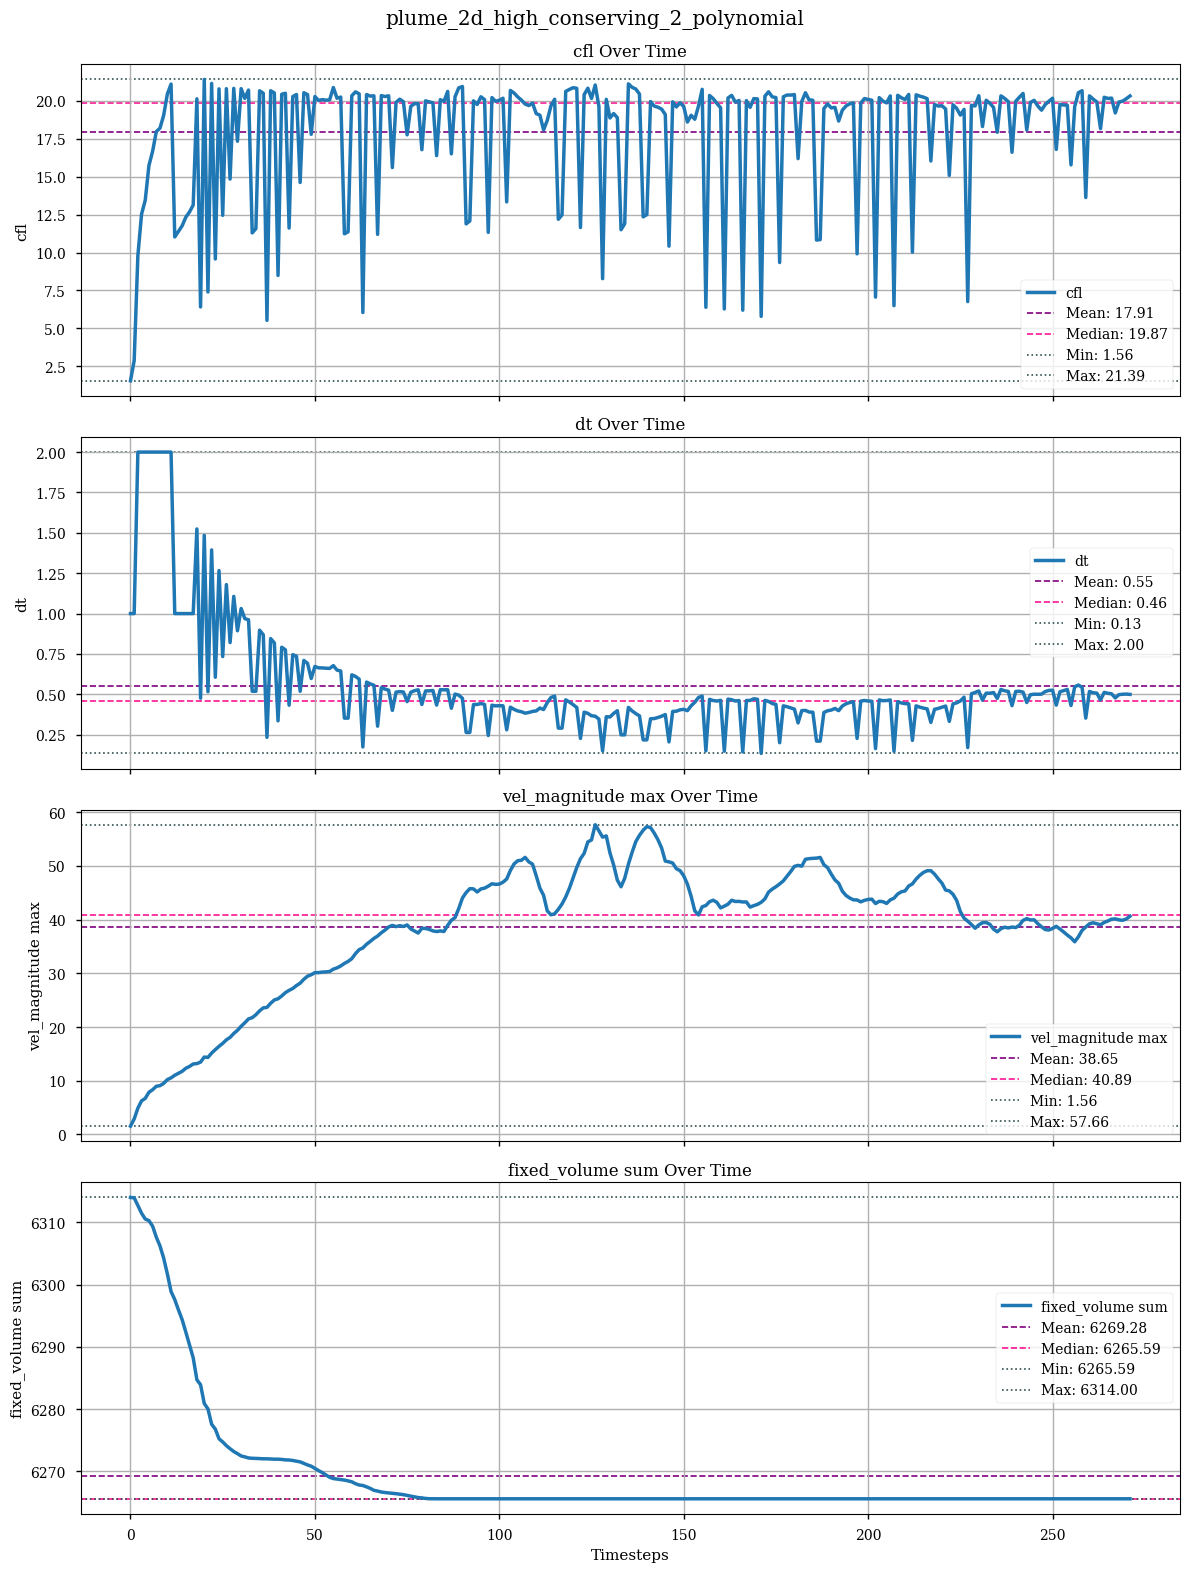 plume_2d_high_conserving_2_polynomial
cfl Over Time
20.0
17.5
15.0
12.5
10.0
7.5
5.0
2.5
cfl
cfl
Mean: 17.91
Median: 19.87
Min: 1.56
Max: 21.39
dt Over Time
2.00
1.75
1.50
1.25
1.00
0.75
0.50
0.25
dt
dt
Mean: 0.55
Median: 0.46
Min: 0.13
Max: 2.00
vel_magnitude max Over Time
60
50
40
30
20
10
0
vel_magnitude max
vel_magnitude max
Mean: 38.65
Median: 40.89
Min: 1.56
Max: 57.66
fixed_volume sum Over Time
6310
6300
6290
6280
6270
fixed_volume sum
fixed_volume sum
Mean: 6269.28
Median: 6265.59
Min: 6265.59
Max: 6314.00
0 50 100 150 200 250
Timesteps